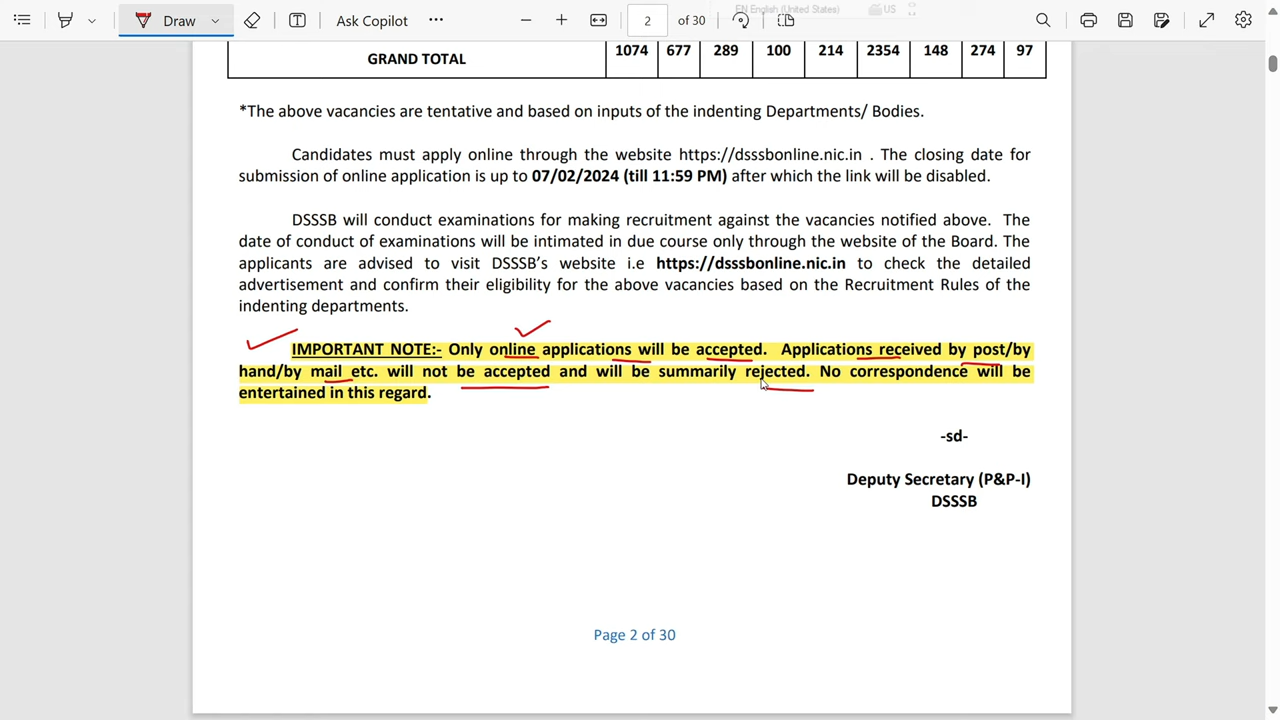 Draw
Ask Copilot
2 of 30
EN English (United States) US
GRAND TOTAL 1074 677 289 100 214 2354 148 274 97
*The above vacancies are tentative and based on inputs of the indenting Departments/ Bodies.
Candidates must apply online through the website https://dsssbonline.nic.in . The closing date for
submission of online application is up to 07/02/2024 (till 11:59 PM) after which the link will be disabled.
DSSSB will conduct examinations for making recruitment against the vacancies notified above. The
date of conduct of examinations will be intimated in due course only through the website of the Board. The
applicants are advised to visit DSSSB's website i.e https://dsssbonline.nic.in to check the detailed
advertisement and confirm their eligibility for the above vacancies based on the Recruitment Rules of the
indenting departments.
IMPORTANT NOTE:- Only online applications will be accepted. Applications received by post/by
hand/by mail etc. will not be accepted and will be summarily rejected. No correspondence will be
entertained in this regard.
-sd-
Deputy Secretary (P&P-I)
DSSSB
Page 2 of 30